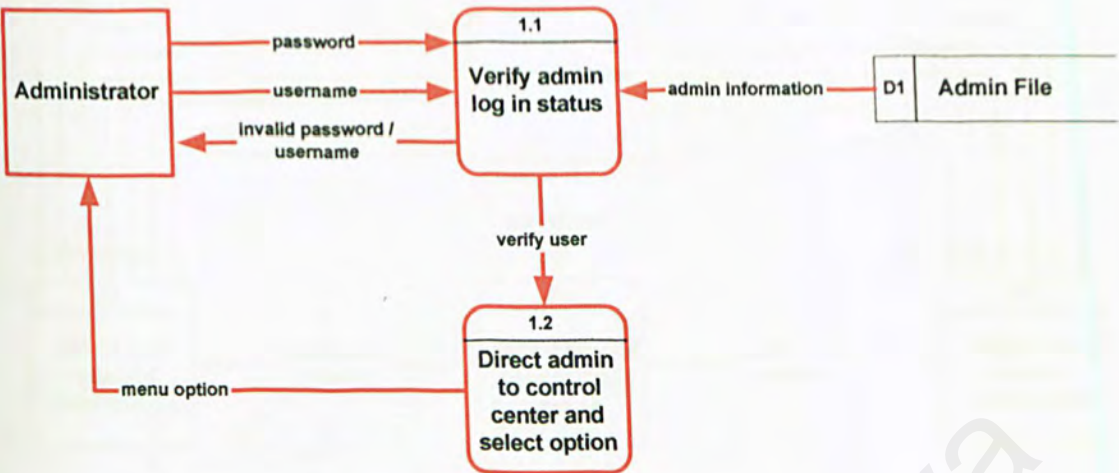 Administrator
password
username
invalid password /
username
1.1
Verify admin
log in status
admin information
D1
Admin File
verify user
1.2
Direct admin
to control
center and
select option
menu option